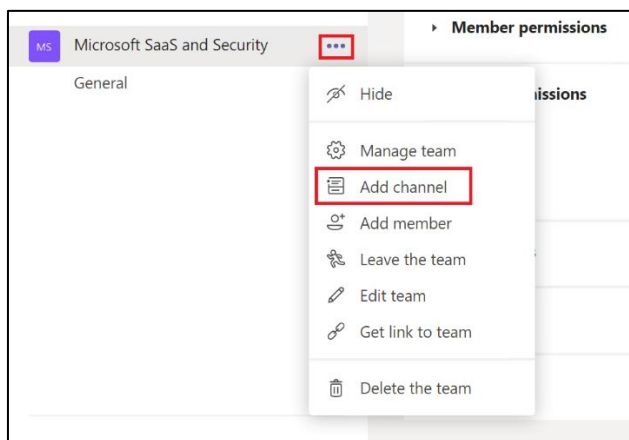 Member permissions
MS Microsoft SaaS and Security
General
Hide
issions
Manage team
Add channel
Add member
Leave the team
Edit team
Get link to team
Delete the team